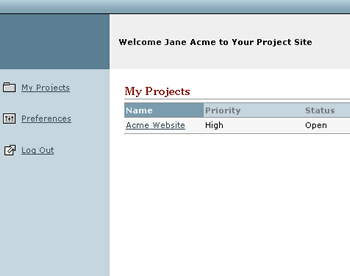 Welcome Jane Acme to Your Project Site
My Projects
Preferences
Log Out
My Projects
Name Priority Status
Acme Website High Open